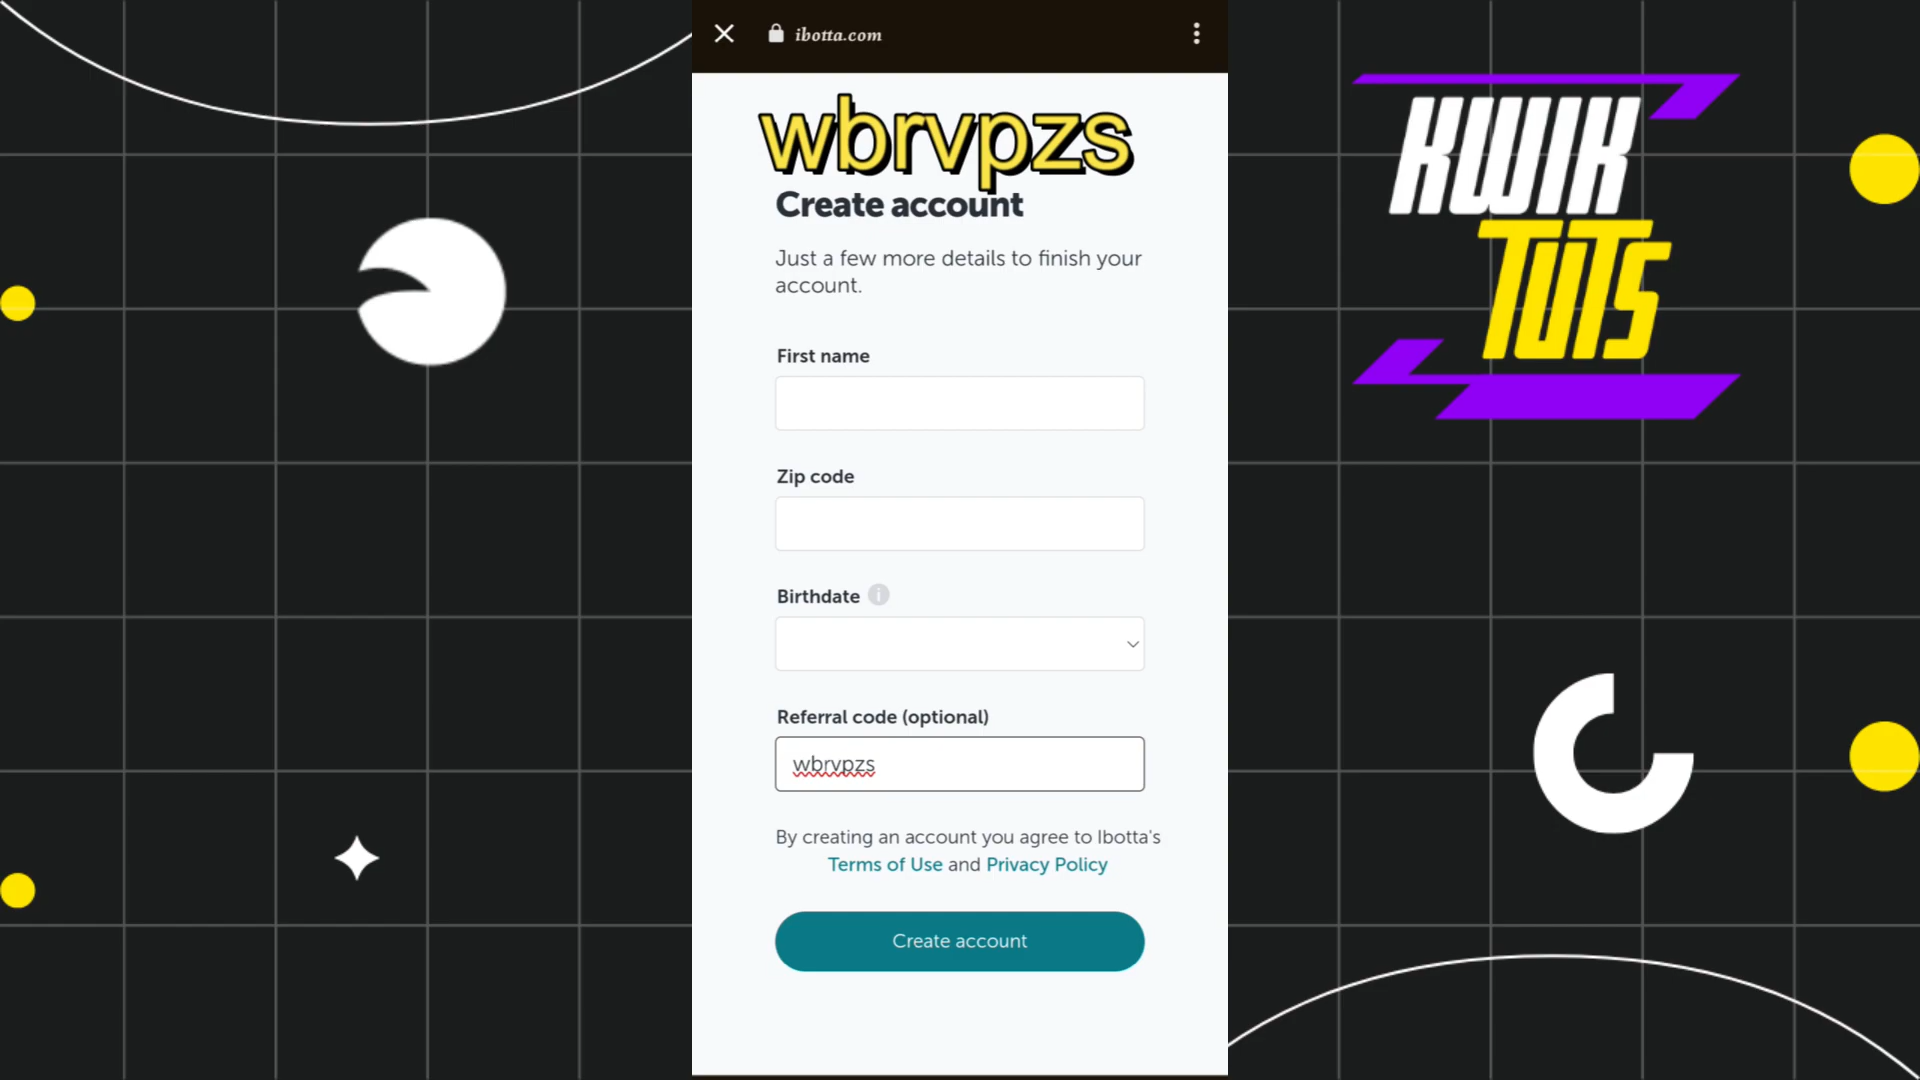 ibotta.com
wbrvpzs
Create account
Just a few more details to finish your
account.
First name
Zip code
Birthdate
Referral code (optional)
wbrvpzs
By creating an account you agree to Ibotta's
Terms of Use and Privacy Policy
Create account
KWIK
TUTS